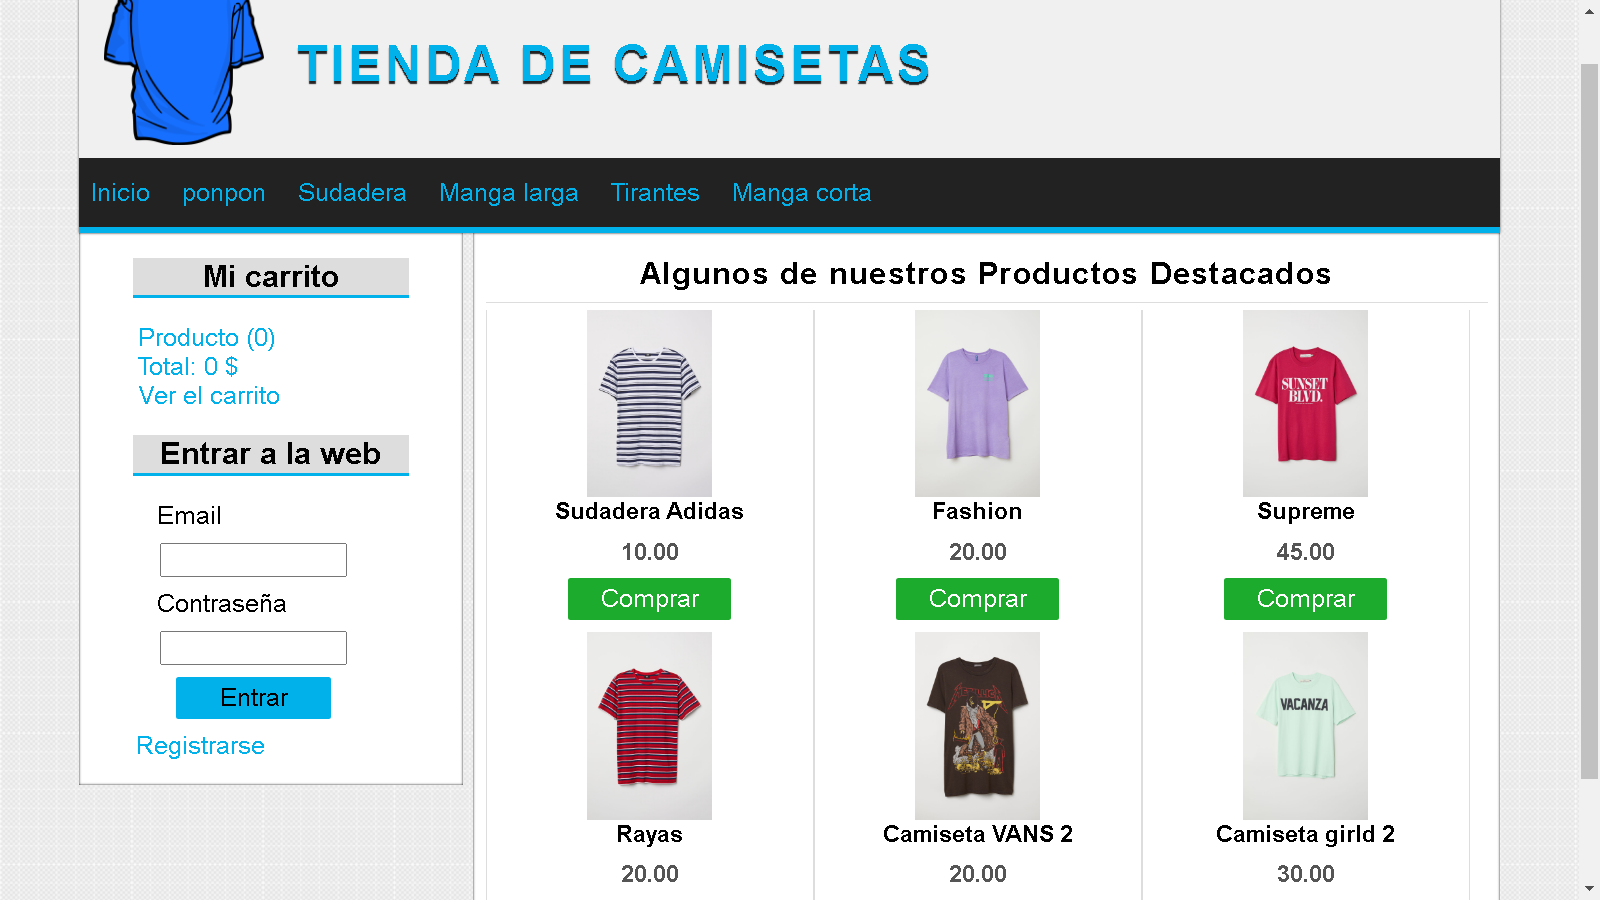 TIENDA DE CAMISETAS
Inicio ponpon Sudadera Manga larga Tirantes Manga corta
Mi carrito
Producto (0)
Total: 0 $
Ver el carrito
Entrar a la web
Email
Contraseña
Entrar
Registrarse
Algunos de nuestros Productos Destacados
SUNSET
BLVD.
Sudadera Adidas Fashion Supreme
10.00 20.00 45.00
Comprar Comprar Comprar
VACANZA
Rayas Camiseta VANS 2 Camiseta girld 2
20.00 20.00 30.00